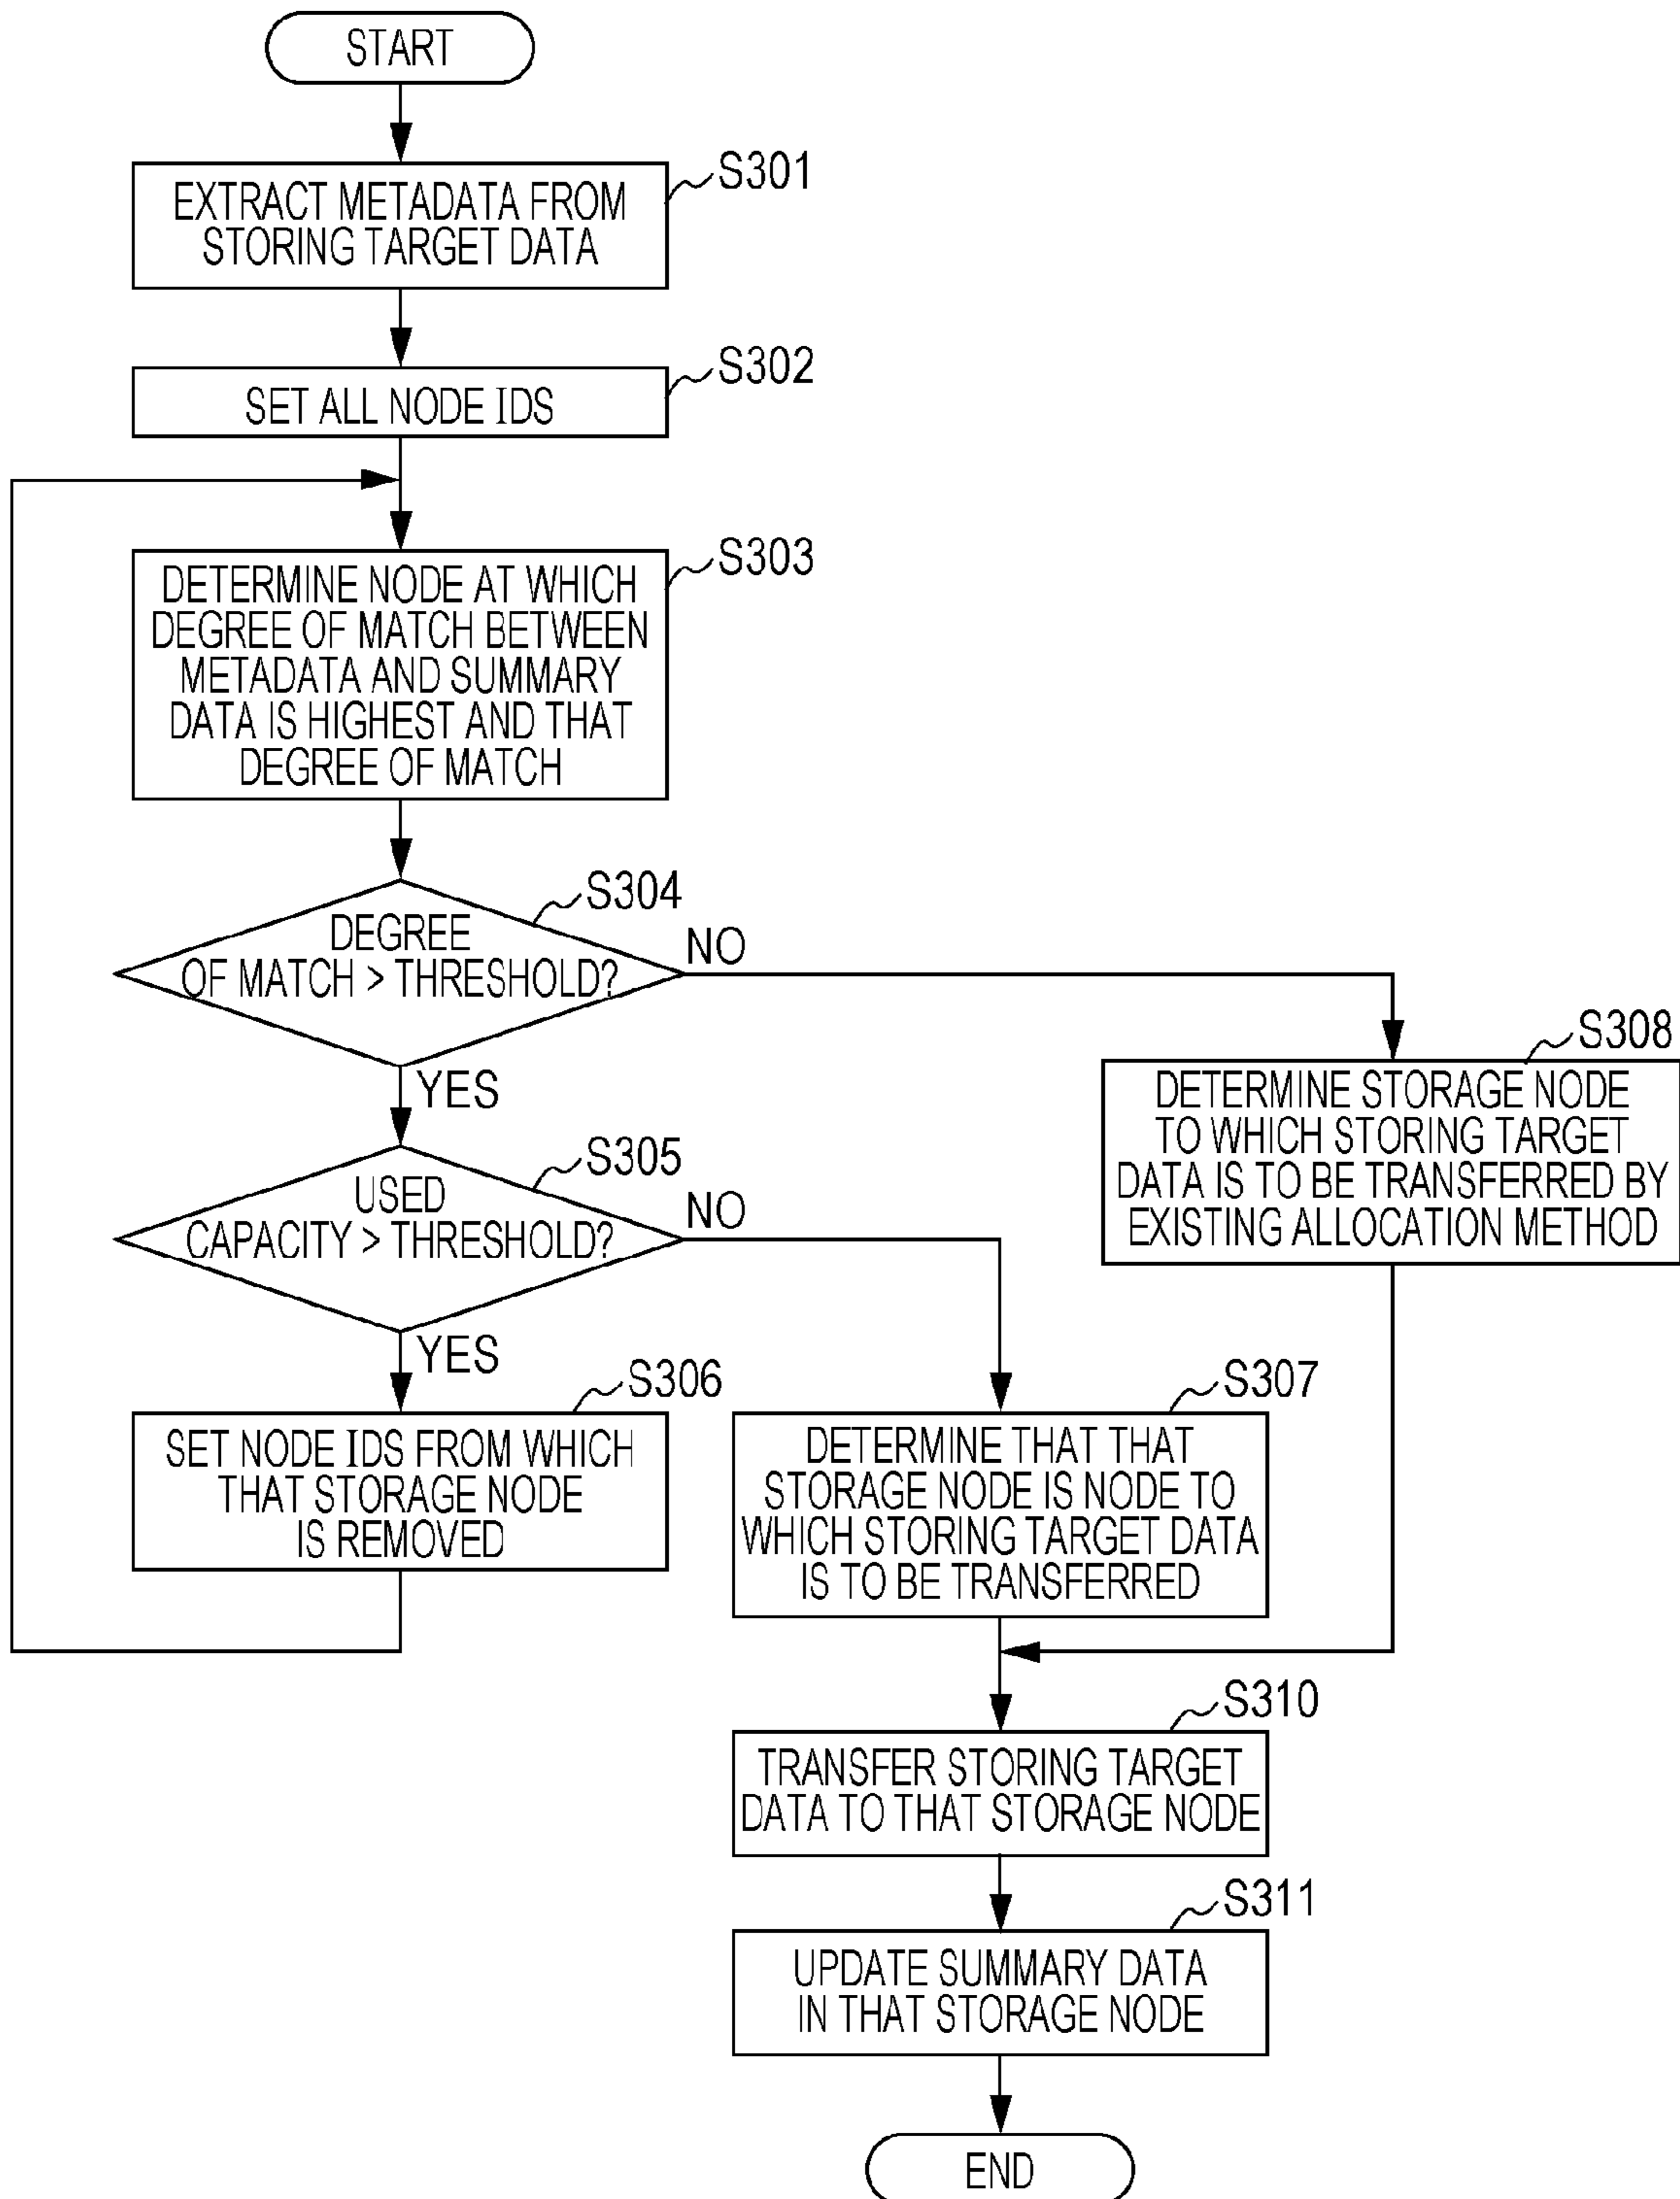 START
S301
EXTRACT METADATA FROM
STORING TARGET DATA
S302
SET ALL NODE IDS
S303
DETERMINE NODE AT WHICH
DEGREE OF MATCH BETWEEN
METADATA AND SUMMARY
DATA IS HIGHEST AND THAT
DEGREE OF MATCH
S304
DEGREE
OF MATCH > THRESHOLD?
NO
YES
S308
DETERMINE STORAGE NODE
TO WHICH STORING TARGET
DATA IS TO BE TRANSFERRED BY
EXISTING ALLOCATION METHOD
S305
USED
CAPACITY > THRESHOLD?
NO
YES
S306
SET NODE IDS FROM WHICH
THAT STORAGE NODE
IS REMOVED
S307
DETERMINE THAT THAT
STORAGE NODE IS NODE TO
WHICH STORING TARGET DATA
IS TO BE TRANSFERRED
S310
TRANSFER STORING TARGET
DATA TO THAT STORAGE NODE
S311
UPDATE SUMMARY DATA
IN THAT STORAGE NODE
END